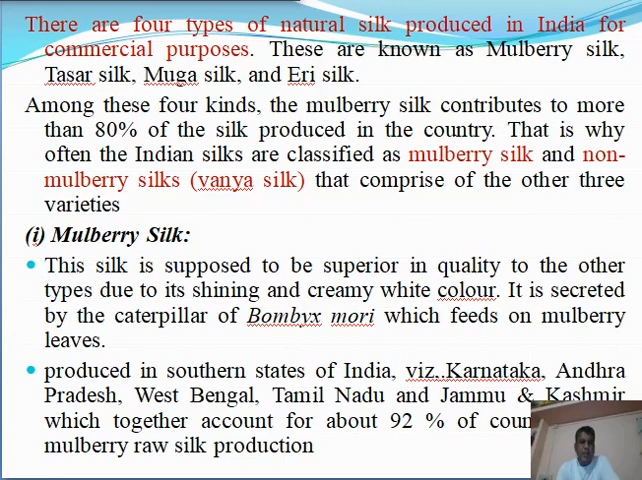 There are four types of natural silk produced in India for
commercial purposes. These are known as Mulberry silk,
Tasar silk, Muga silk, and Eri silk.
Among these four kinds, the mulberry silk contributes to more
than 80% of the silk produced in the country. That is why
often the Indian silks are classified as mulberry silk and non-
mulberry silks (vanya silk) that comprise of the other three
varieties
(i) Mulberry Silk:
• This silk is supposed to be superior in quality to the other
types due to its shining and creamy white colour. It is secreted
by the caterpillar of Bombyx mori which feeds on mulberry
leaves.
• produced in southern states of India, viz,.Karnataka, Andhra
Pradesh, West Bengal, Tamil Nadu and Jammu & Kashmir
which together account for about 92 % of
mulberry raw silk production